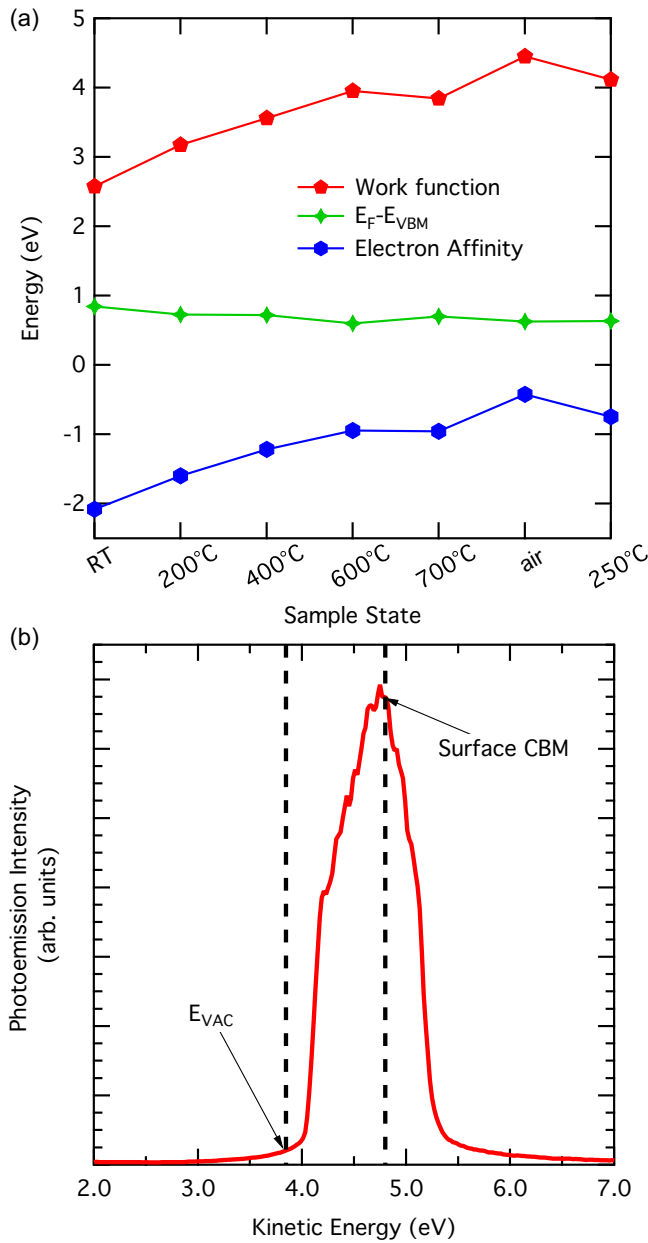 (a)
5
4
3
2
1
0
-1
-2
Energy (eV)
Work function
E_F-E_VBM
Electron Affinity
RT
200°C
400°C
600°C
700°C
air
250°C
Sample State
(b)
Photoemission Intensity
(arb. units)
Surface CBM
E_VAC
2.0
3.0
4.0
5.0
6.0
7.0
Kinetic Energy (eV)